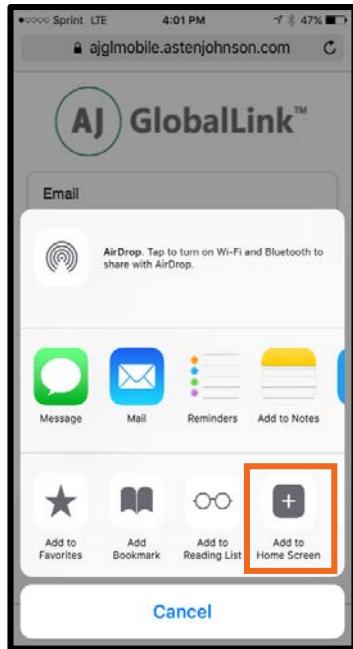 Sprint LTE 4:01 PM 47%
ajglmobile.astenjohnson.com
AJ GlobalLink™
Email
AirDrop. Tap to turn on Wi-Fi and Bluetooth to
share with AirDrop.
Message Mail Reminders Add to Notes
Add to Favorites
Add Bookmark
Add to Reading List
Add to Home Screen
Cancel